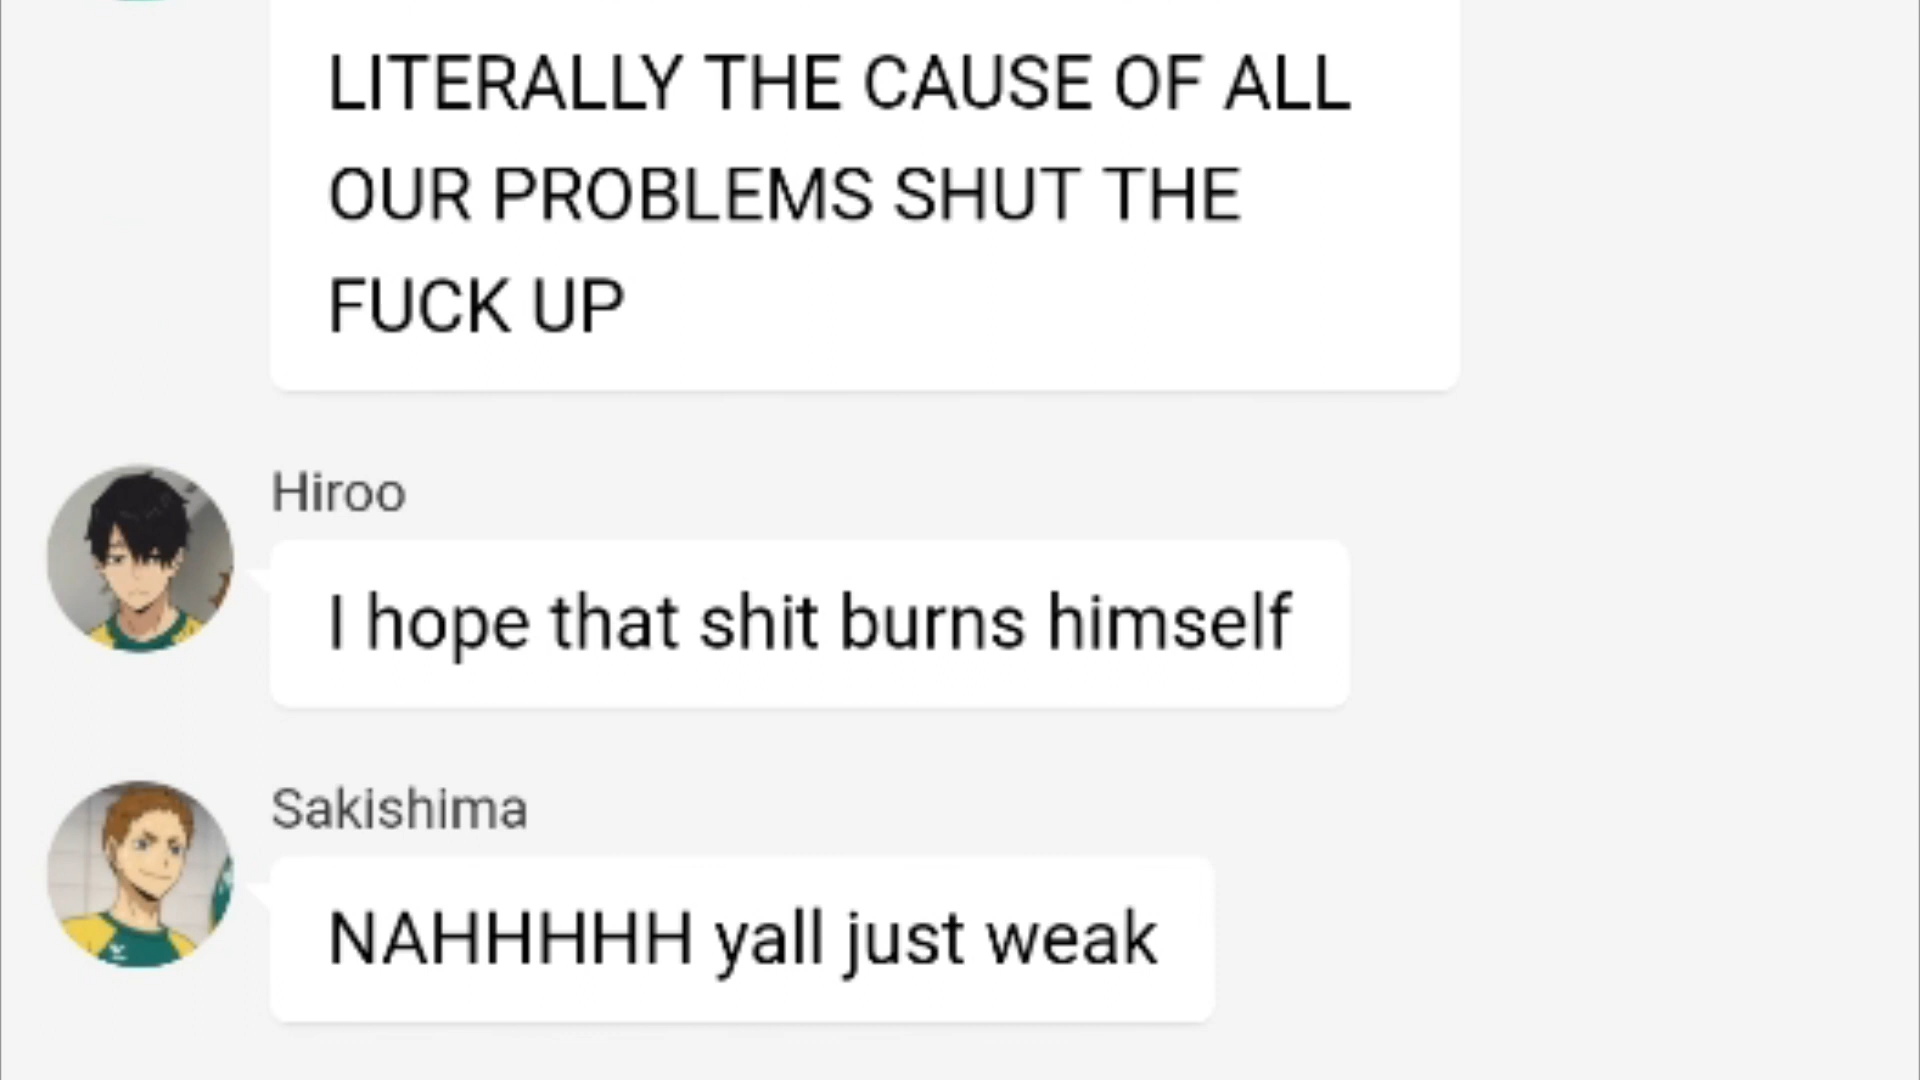 LITERALLY THE CAUSE OF ALL
OUR PROBLEMS SHUT THE
FUCK UP
Hiroo
I hope that shit burns himself
Sakishima
NAHHHHH yall just weak